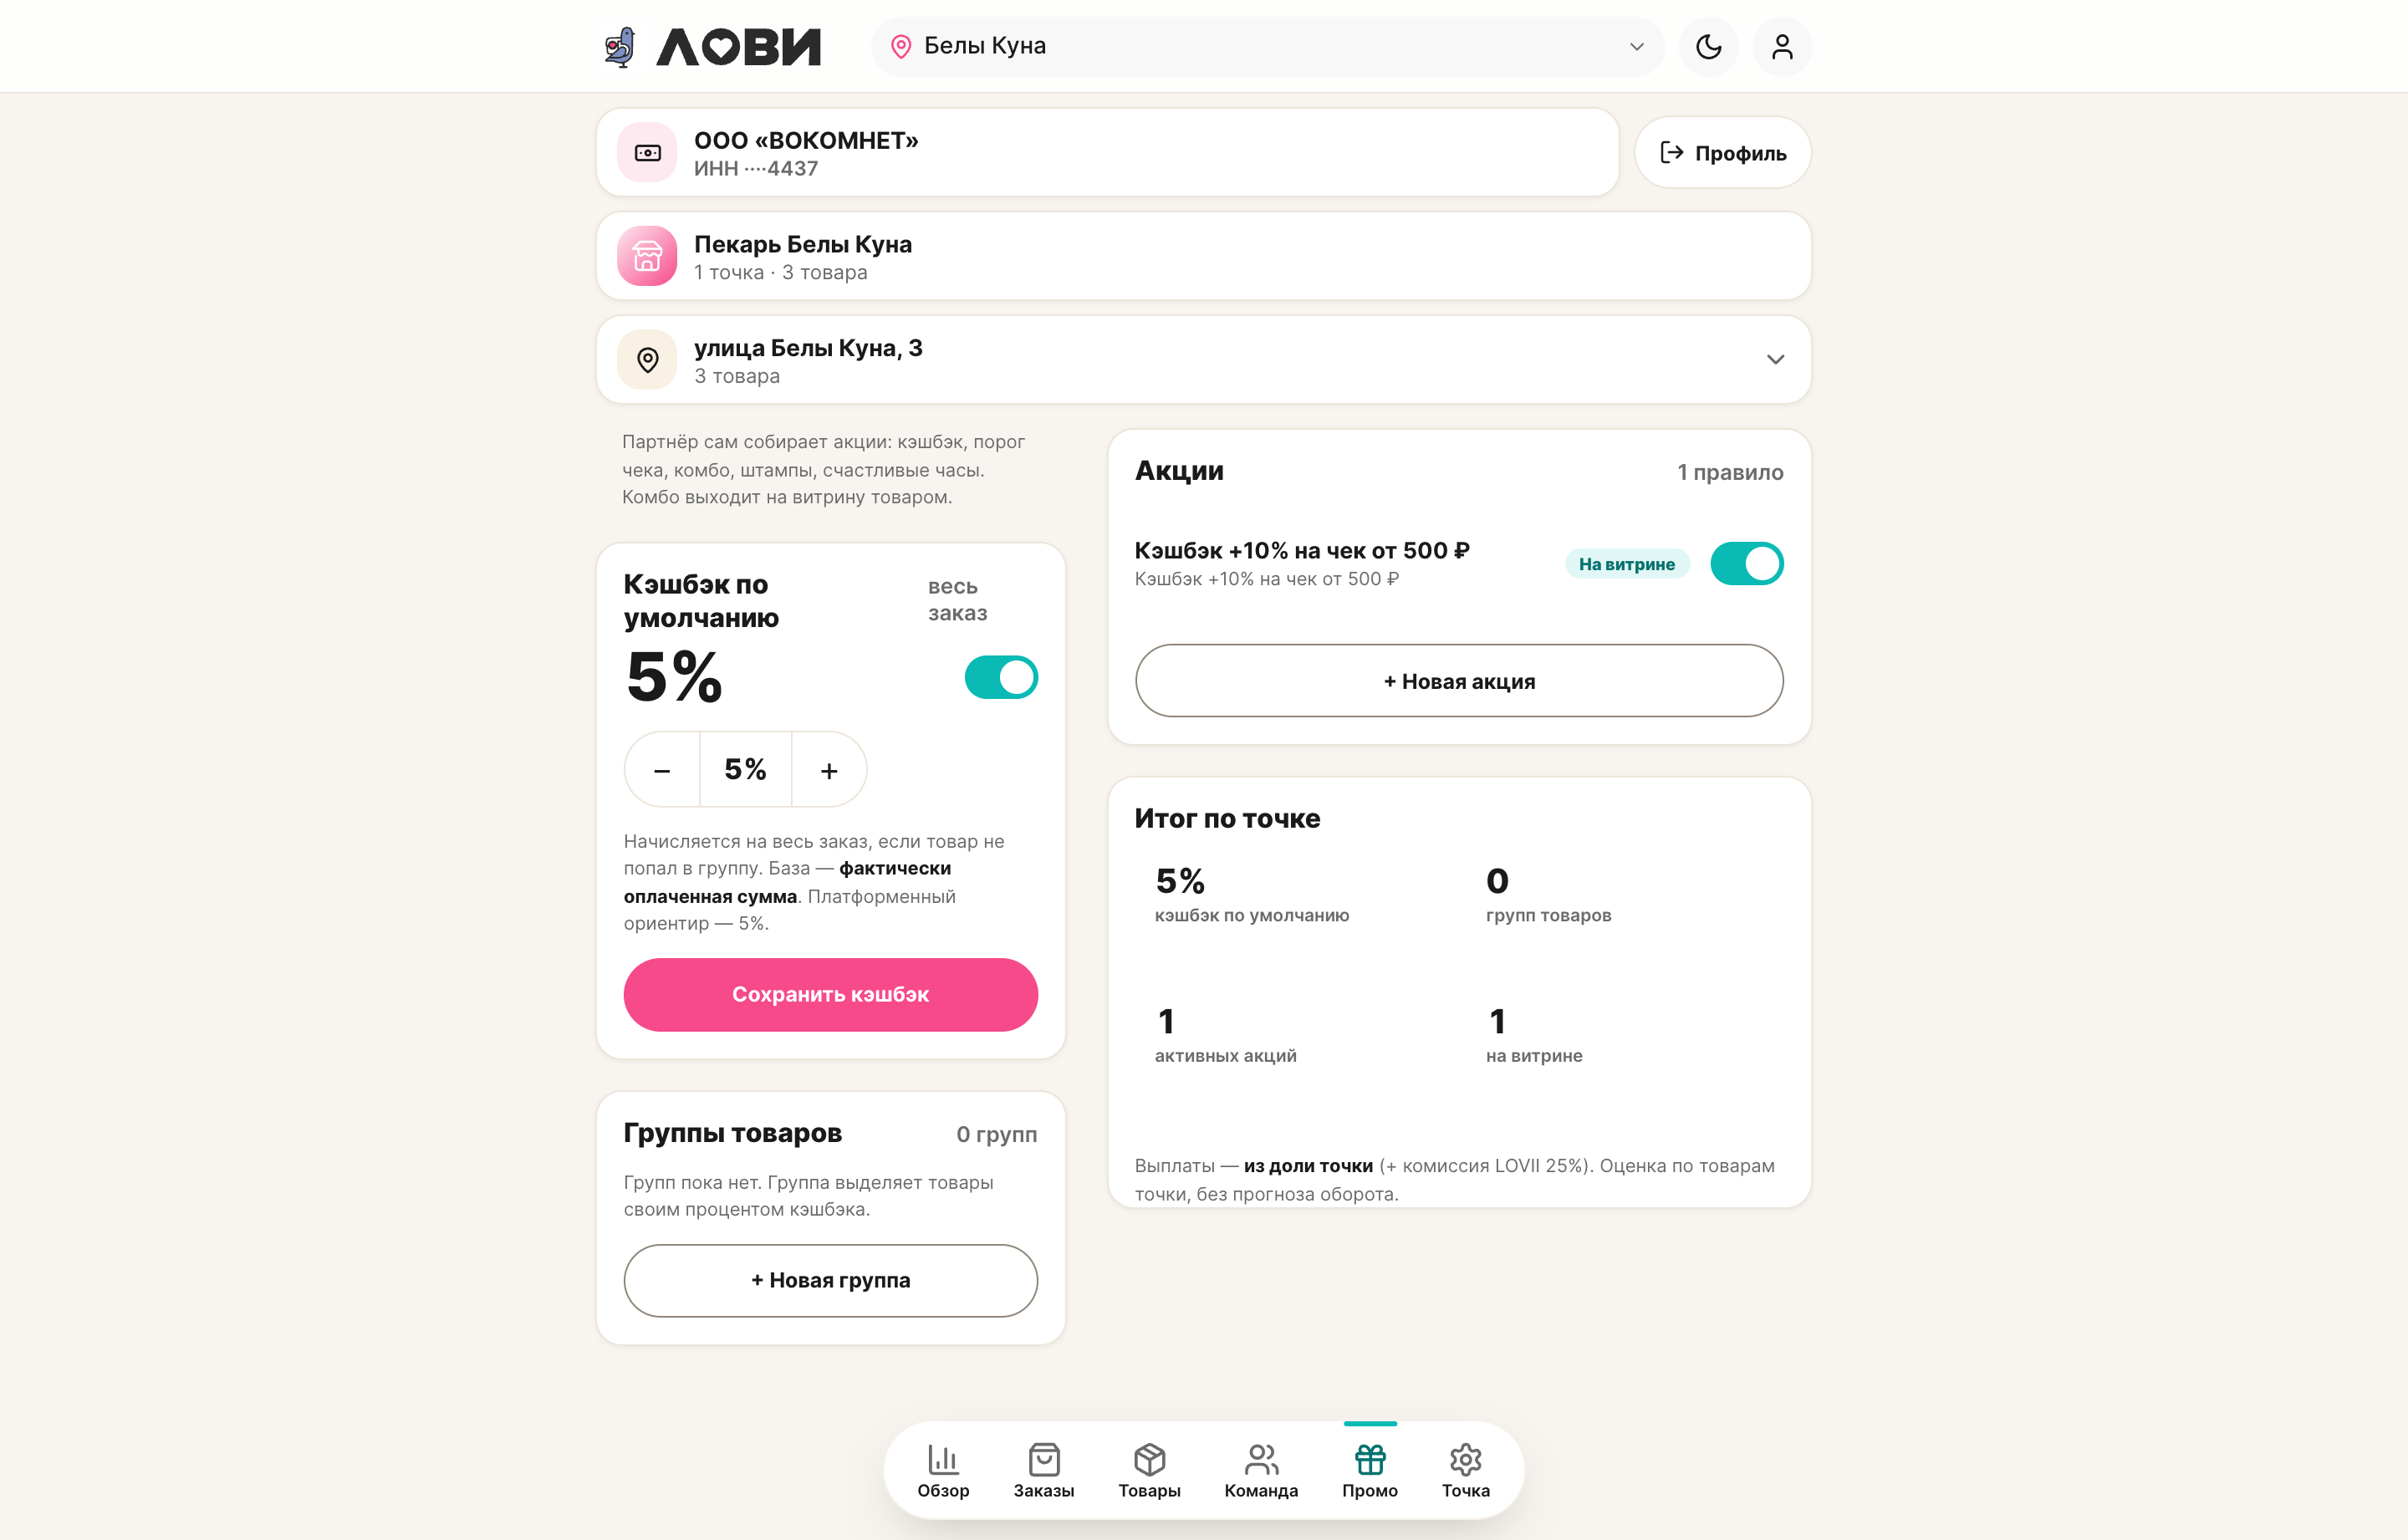 ЛОВИ
Белы Куна
ООО «ВОКОМНЕТ»
ИНН ····4437
Профиль
Пекарь Белы Куна
1 точка · 3 товара
улица Белы Куна, 3
3 товара
Партнёр сам собирает акции: кэшбэк, порог
чека, комбо, штампы, счастливые часы.
Комбо выходит на витрину товаром.
Кэшбэк по
умолчанию
весь
заказ
5%
− 5% +
Начисляется на весь заказ, если товар не
попал в группу. База — фактически
оплаченная сумма. Платформенный
ориентир — 5%.
Сохранить кэшбэк
Группы товаров
0 групп
Групп пока нет. Группа выделяет товары
своим процентом кэшбэка.
+ Новая группа
Акции
1 правило
Кэшбэк +10% на чек от 500 ₽
Кэшбэк +10% на чек от 500 ₽
На витрине
+ Новая акция
Итог по точке
5%
кэшбэк по умолчанию
0
групп товаров
1
активных акций
1
на витрине
Выплаты — из доли точки (+ комиссия LOVII 25%). Оценка по товарам
точки, без прогноза оборота.
Обзор
Заказы
Товары
Команда
Промо
Точка